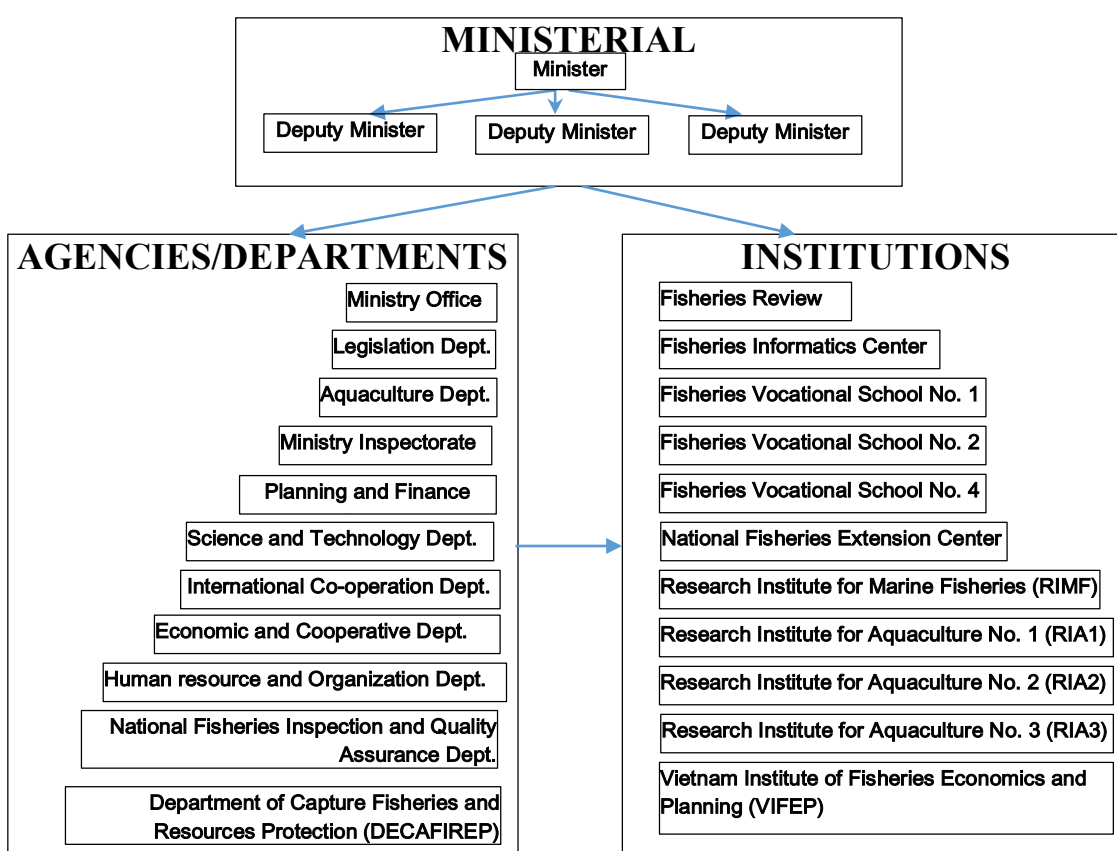 MINISTERIAL
Minister
Deputy Minister
Deputy Minister
Deputy Minister
AGENCIES/DEPARTMENTS
Ministry Office
Legislation Dept.
Aquaculture Dept.
Ministry Inspectorate
Planning and Finance
Science and Technology Dept.
International Co-operation Dept.
Economic and Cooperative Dept.
Human resource and Organization Dept.
National Fisheries Inspection and Quality
Assurance Dept.
Department of Capture Fisheries and
Resources Protection (DECAFIREP)
INSTITUTIONS
Fisheries Review
Fisheries Informatics Center
Fisheries Vocational School No. 1
Fisheries Vocational School No. 2
Fisheries Vocational School No. 4
National Fisheries Extension Center
Research Institute for Marine Fisheries (RIMF)
Research Institute for Aquaculture No. 1 (RIA1)
Research Institute for Aquaculture No. 2 (RIA2)
Research Institute for Aquaculture No. 3 (RIA3)
Vietnam Institute of Fisheries Economics and
Planning (VIFEP)